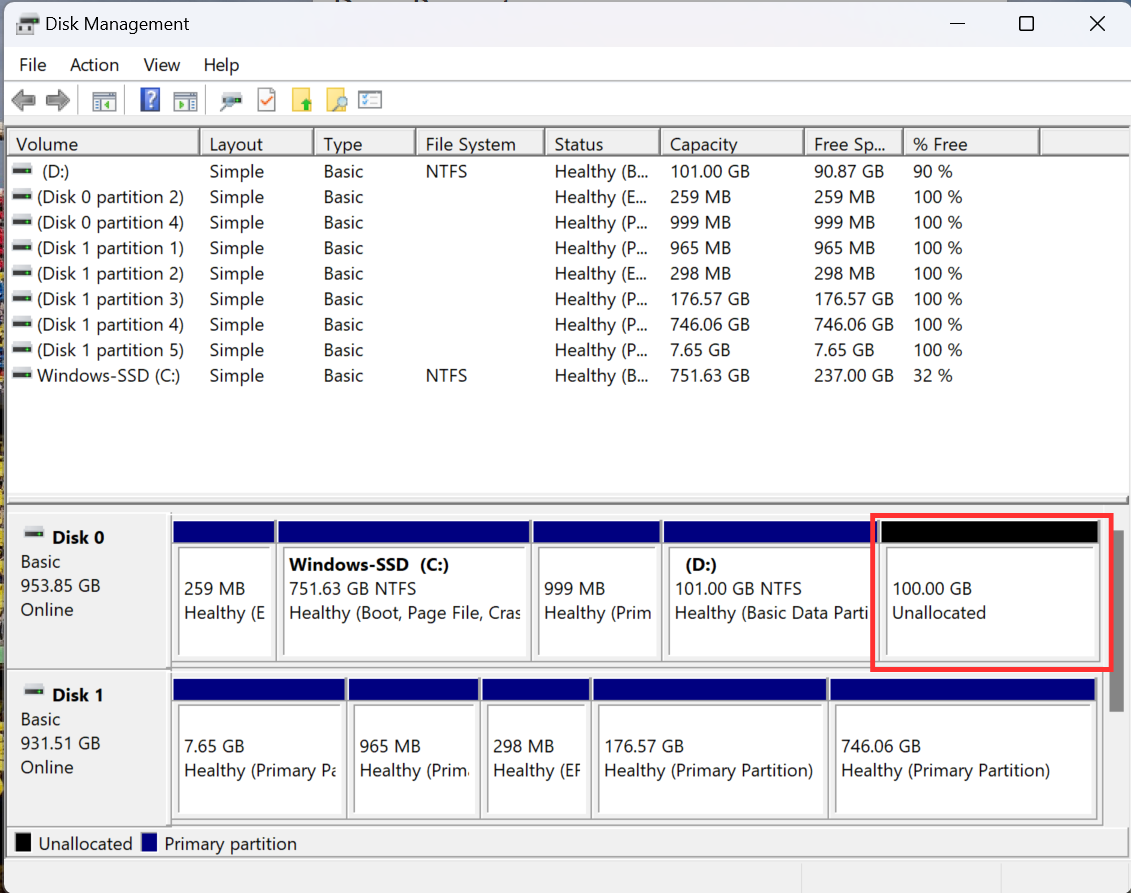 Disk Management
File Action View Help
Volume Layout Type File System Status Capacity Free Sp... % Free
(D:) Simple Basic NTFS Healthy (B... 101.00 GB 90.87 GB 90 %
(Disk 0 partition 2) Simple Basic Healthy (E... 259 MB 259 MB 100 %
(Disk 0 partition 4) Simple Basic Healthy (P... 999 MB 999 MB 100 %
(Disk 1 partition 1) Simple Basic Healthy (P... 965 MB 965 MB 100 %
(Disk 1 partition 2) Simple Basic Healthy (E... 298 MB 298 MB 100 %
(Disk 1 partition 3) Simple Basic Healthy (P... 176.57 GB 176.57 GB 100 %
(Disk 1 partition 4) Simple Basic Healthy (P... 746.06 GB 746.06 GB 100 %
(Disk 1 partition 5) Simple Basic Healthy (P... 7.65 GB 7.65 GB 100 %
Windows-SSD (C:) Simple Basic NTFS Healthy (B... 751.63 GB 237.00 GB 32 %
Disk 0
Basic
953.85 GB
Online
259 MB
Healthy (E
Windows-SSD (C:)
751.63 GB NTFS
Healthy (Boot, Page File, Cras
999 MB
Healthy (Prim
(D:)
101.00 GB NTFS
Healthy (Basic Data Parti
100.00 GB
Unallocated
Disk 1
Basic
931.51 GB
Online
7.65 GB
Healthy (Primary Pa
965 MB
Healthy (Prim
298 MB
Healthy (EF
176.57 GB
Healthy (Primary Partition)
746.06 GB
Healthy (Primary Partition)
Unallocated Primary partition